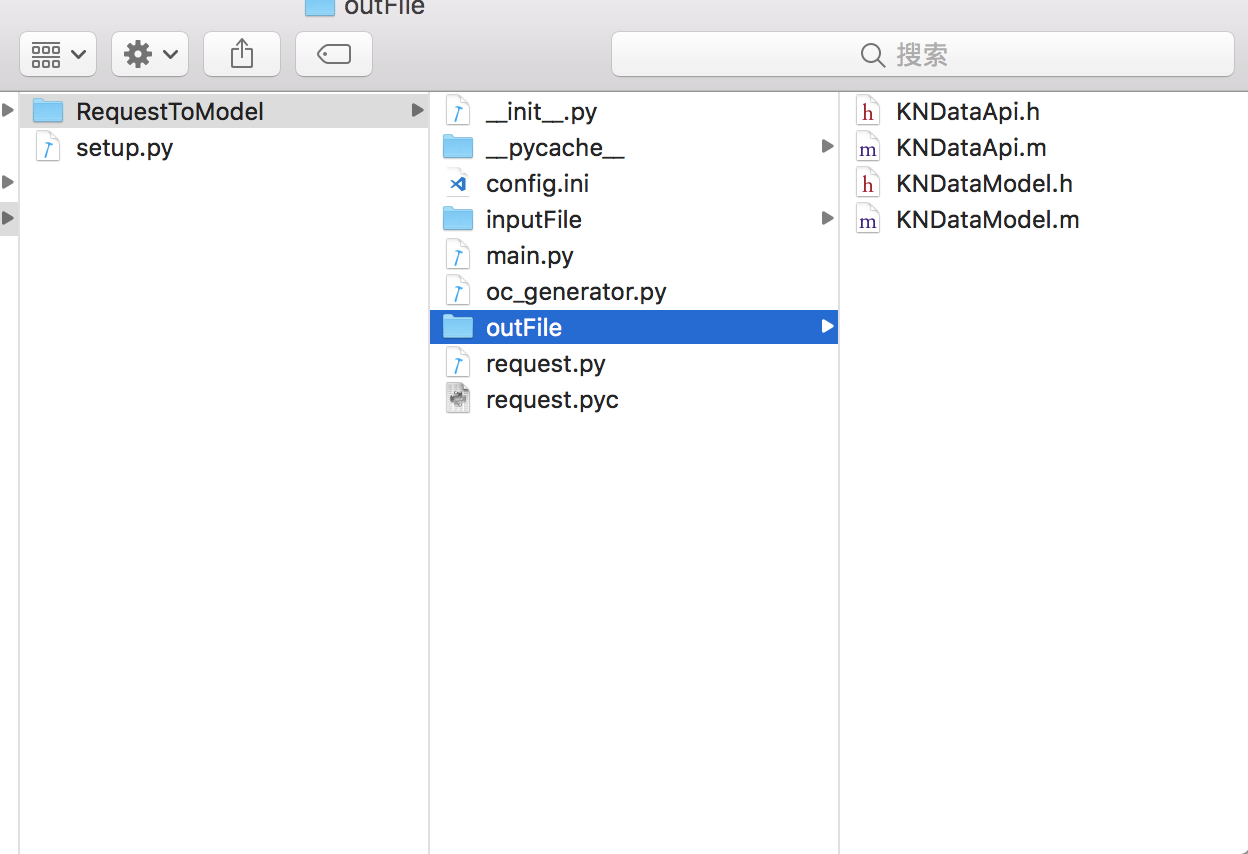 outFile
搜索
RequestToModel
setup.py
__init__.py
__pycache__
config.ini
inputFile
main.py
oc_generator.py
outFile
request.py
request.pyc
KNDataApi.h
KNDataApi.m
KNDataModel.h
KNDataModel.m